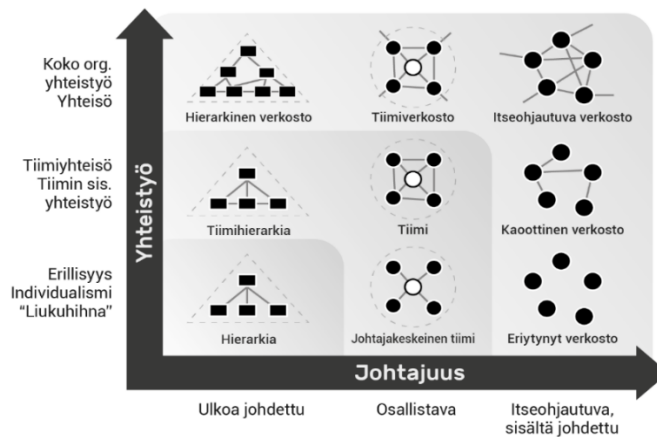 Koko org.
yhteistyö
Yhteisö
Hierarkinen verkosto
Tiimiverkosto
Itseohjautuva verkosto
Tiimiyhteisö
Tiimin sis.
yhteistyö
Tiimihierarkia
Tiimi
Kaoottinen verkosto
Yhteistyö
Erillisyys
Individualismi
“Liukuhihna”
Hierarkia
Johtajakeskeinen tiimi
Eriytynyt verkosto
Johtajuus
Ulkoa johdettu
Osallistava
Itseohjautuva,
sisältä johdettu